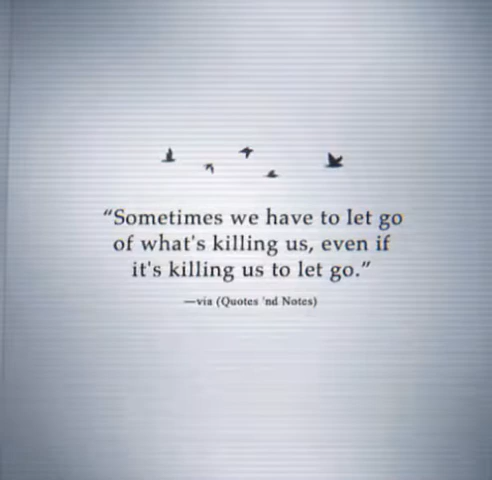 “Sometimes we have to let go
of what's killing us, even if
it's killing us to let go.”
—via (Quotes 'nd Notes)